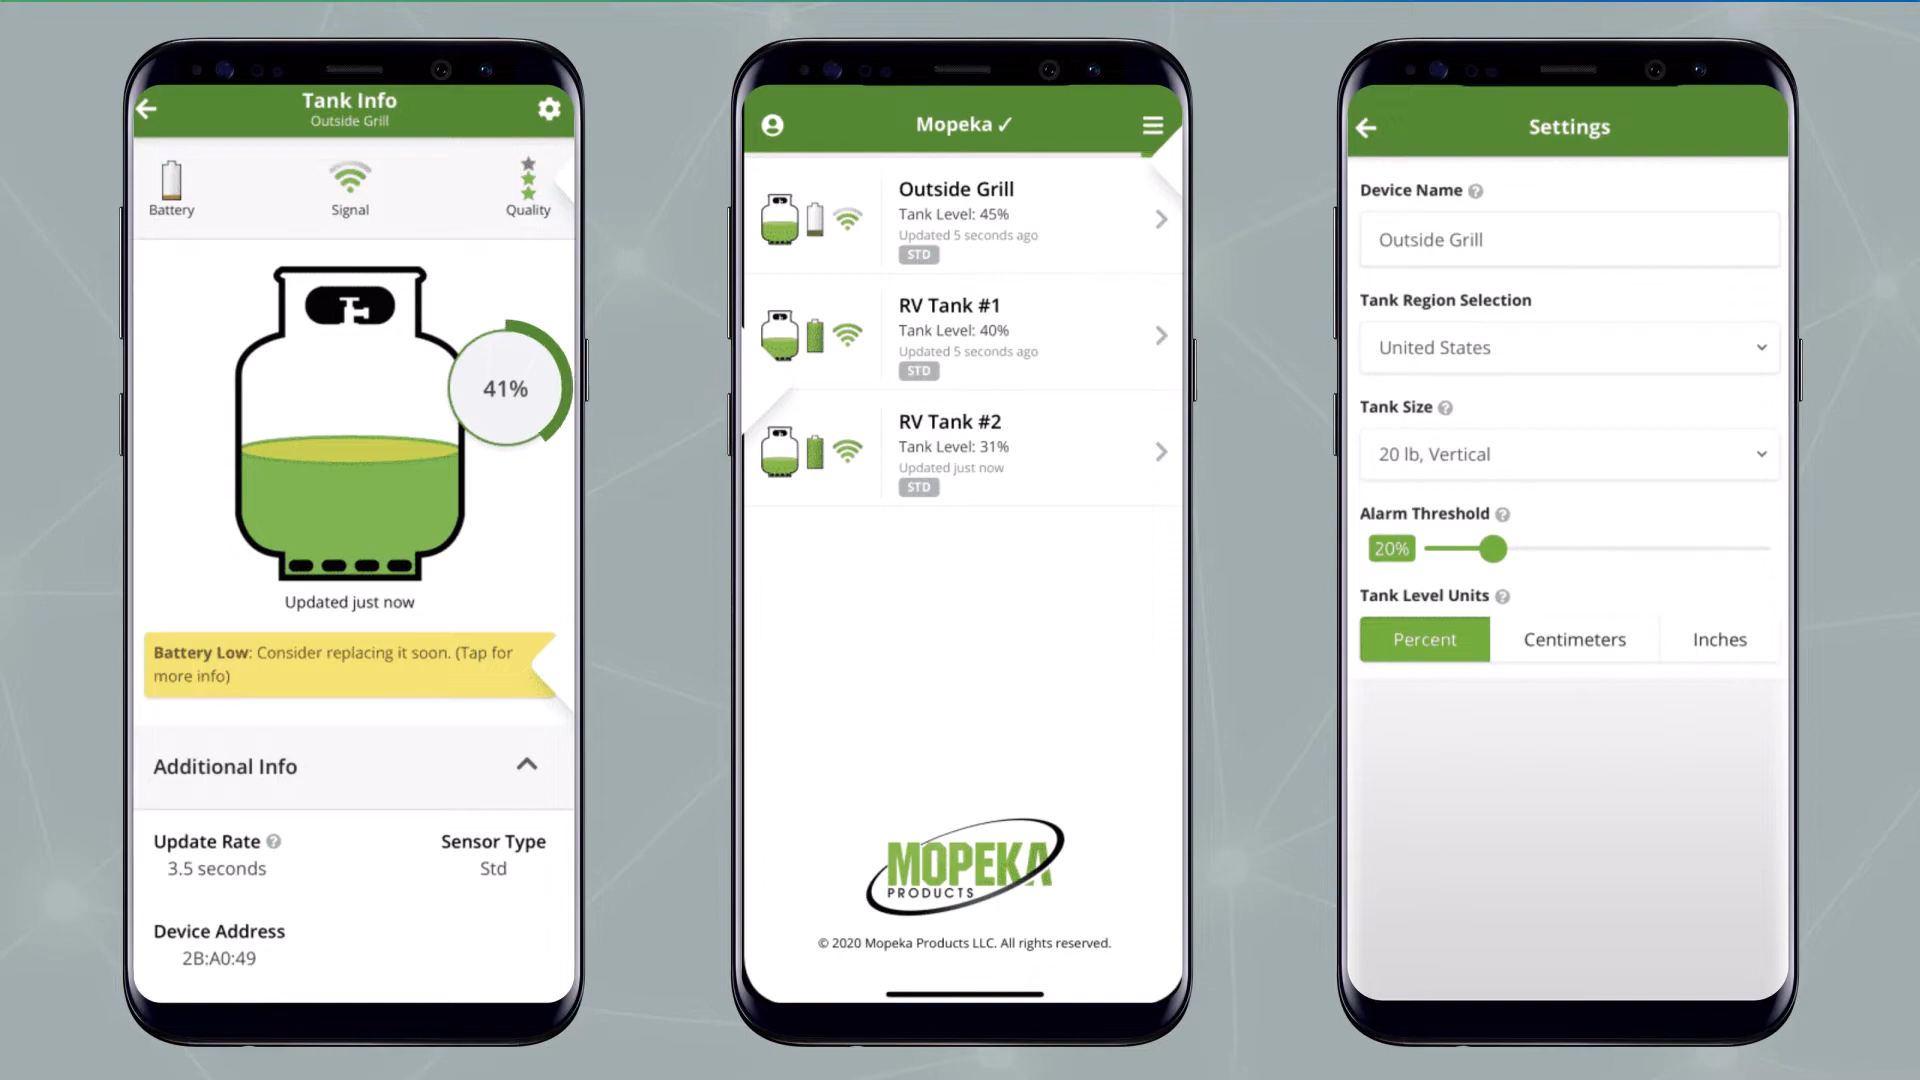 Tank Info
Outside Grill
Battery
Signal
Quality
41%
Updated just now
Battery Low: Consider replacing it soon. (Tap for
more info)
Additional Info
Update Rate ?
Sensor Type
3.5 seconds
Std
Device Address
2B:A0:49
Mopeka ✓
Outside Grill
Tank Level: 45%
Updated 5 seconds ago
STD
RV Tank #1
Tank Level: 40%
Updated 5 seconds ago
STD
RV Tank #2
Tank Level: 31%
Updated just now
STD
MOPEKA
PRODUCTS
© 2020 Mopeka Products LLC. All rights reserved.
Settings
Device Name ?
Outside Grill
Tank Region Selection
United States
Tank Size ?
20 lb, Vertical
Alarm Threshold ?
20%
Tank Level Units ?
Percent
Centimeters
Inches